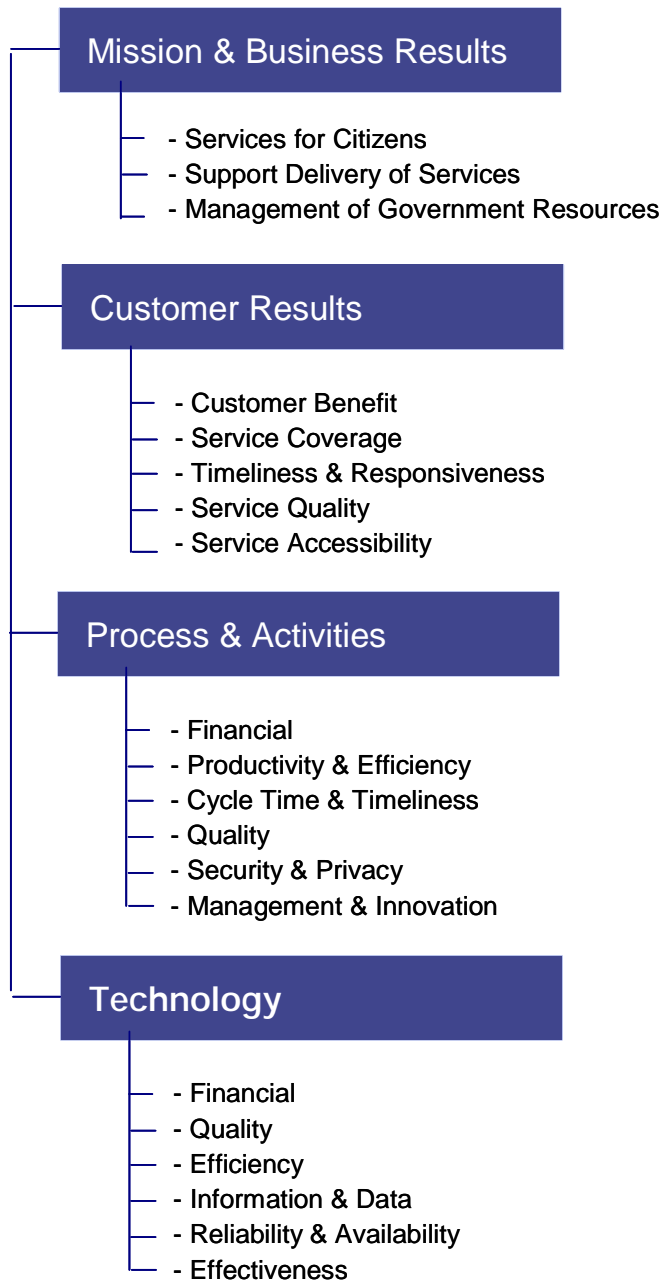 Mission & Business Results
- Services for Citizens
- Support Delivery of Services
- Management of Government Resources
Customer Results
- Customer Benefit
- Service Coverage
- Timeliness & Responsiveness
- Service Quality
- Service Accessibility
Process & Activities
- Financial
- Productivity & Efficiency
- Cycle Time & Timeliness
- Quality
- Security & Privacy
- Management & Innovation
Technology
- Financial
- Quality
- Efficiency
- Information & Data
- Reliability & Availability
- Effectiveness